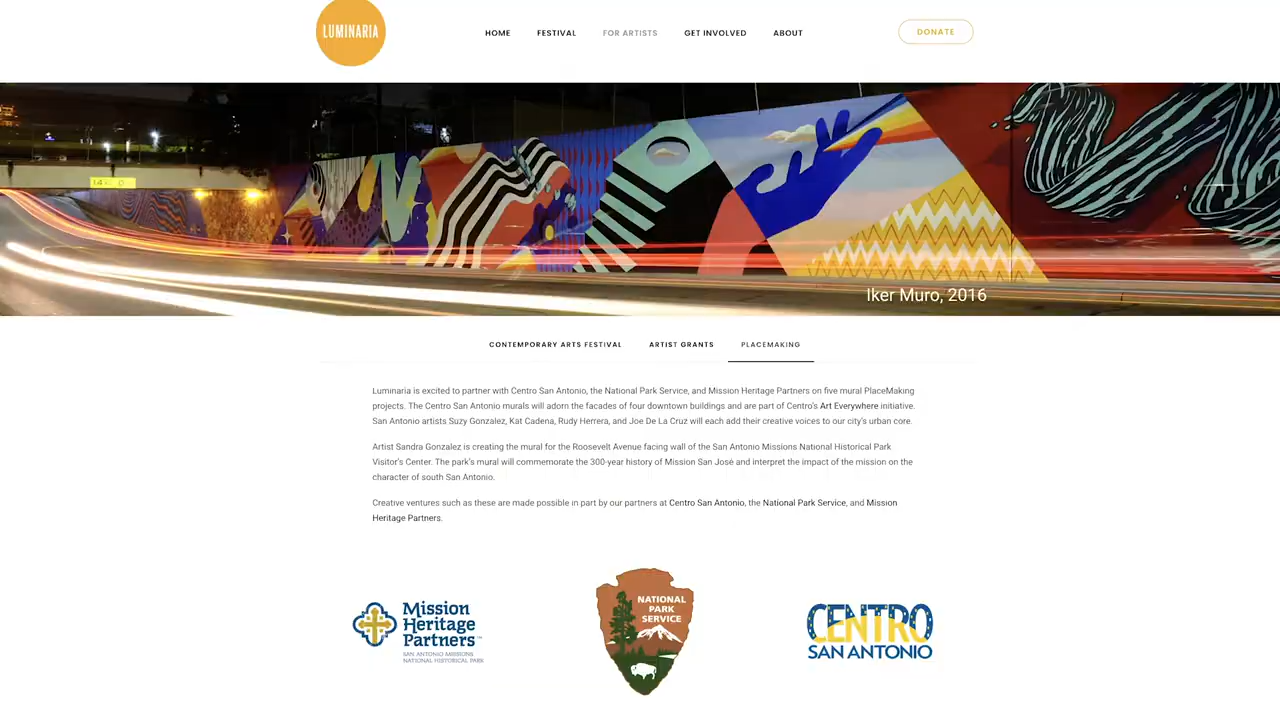 LUMINARIA
HOME
FESTIVAL
FOR ARTISTS
GET INVOLVED
ABOUT
DONATE
Iker Muro, 2016
CONTEMPORARY ARTS FESTIVAL
ARTIST GRANTS
PLACEMAKING
Luminaria is excited to partner with Centro San Antonio, the National Park Service, and Mission Heritage Partners on five mural PlaceMaking
projects. The Centro San Antonio murals will adorn the facades of four downtown buildings and are part of Centro's Art Everywhere initiative.
San Antonio artists Suzy Gonzalez, Kat Cadena, Rudy Herrera, and Joe De La Cruz will each add their creative voices to our city's urban core.
Artist Sandra Gonzalez is creating the mural for the Roosevelt Avenue facing wall of the San Antonio Missions National Historical Park
Visitor's Center. The park's mural will commemorate the 300-year history of Mission San José and interpret the impact of the mission on the
character of south San Antonio.
Creative ventures such as these are made possible in part by our partners at Centro San Antonio, the National Park Service, and Mission
Heritage Partners.
Mission
Heritage
Partners™
SAN ANTONIO MISSIONS
NATIONAL HISTORICAL PARK
NATIONAL
PARK
SERVICE
CENTRO
SAN ANTONIO